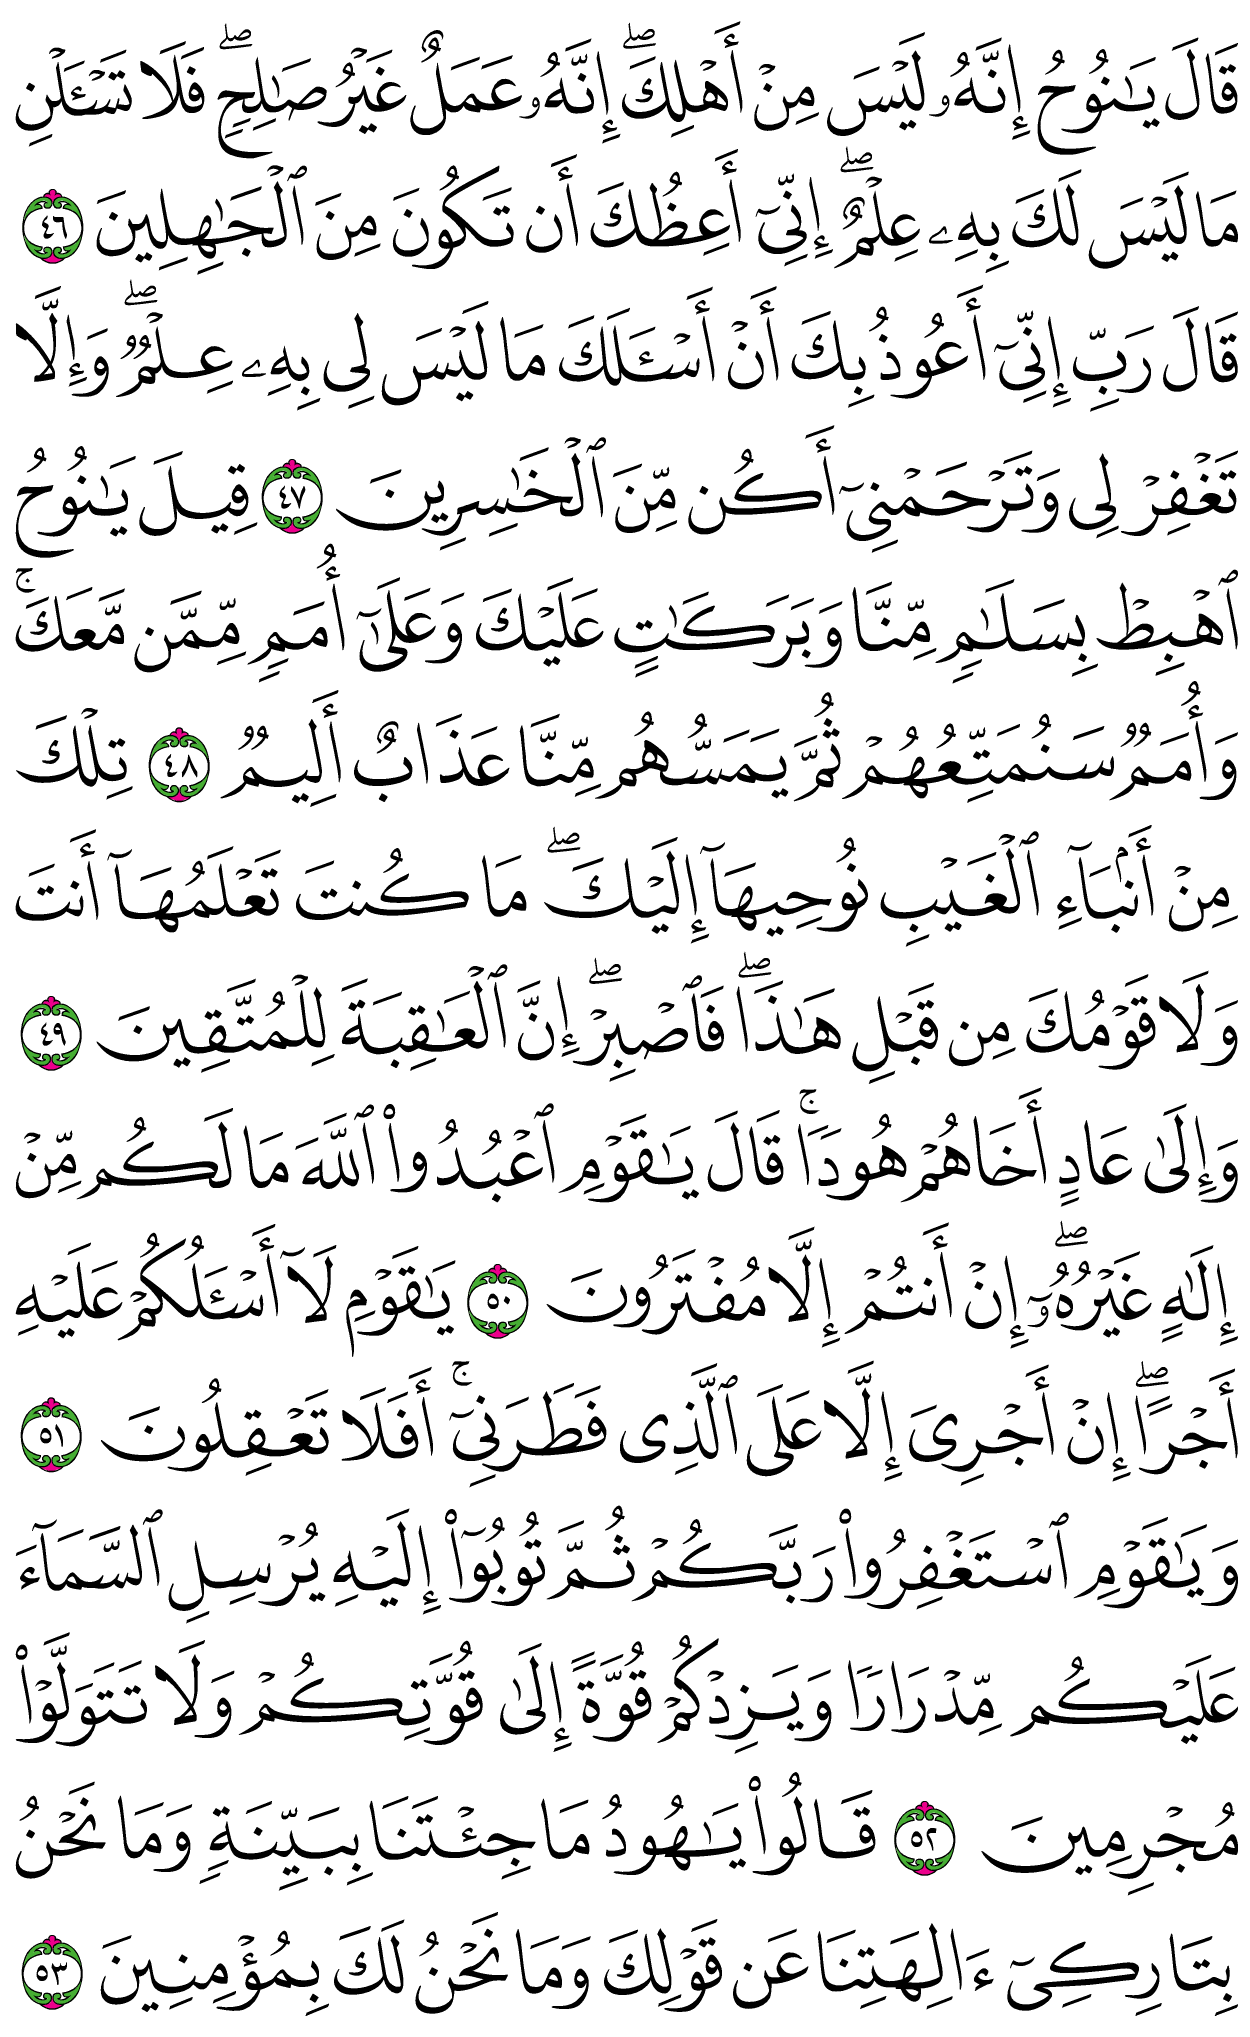 قَالَ يَٰنُوحُ إِنَّهُۥ لَيۡسَ مِنۡ أَهۡلِكَۖ إِنَّهُۥ عَمَلٌ غَيۡرُ صَٰلِحٖۖ فَلَا تَسۡـَٔلۡنِ
مَا لَيۡسَ لَكَ بِهِۦ عِلۡمٌۖ إِنِّيٓ أَعِظُكَ أَن تَكُونَ مِنَ ٱلۡجَٰهِلِينَ ٤٦
قَالَ رَبِّ إِنِّيٓ أَعُوذُ بِكَ أَنۡ أَسۡـَٔلَكَ مَا لَيۡسَ لِي بِهِۦ عِلۡمٞۖ وَإِلَّا
تَغۡفِرۡ لِي وَتَرۡحَمۡنِيٓ أَكُن مِّنَ ٱلۡخَٰسِرِينَ ٤٧ قِيلَ يَٰنُوحُ
ٱهۡبِطۡ بِسَلَٰمٖ مِّنَّا وَبَرَكَٰتٍ عَلَيۡكَ وَعَلَىٰٓ أُمَمٖ مِّمَّن مَّعَكَۚ
وَأُمَمٞ سَنُمَتِّعُهُمۡ ثُمَّ يَمَسُّهُم مِّنَّا عَذَابٌ أَلِيمٞ ٤٨ تِلۡكَ
مِنۡ أَنۢبَآءِ ٱلۡغَيۡبِ نُوحِيهَآ إِلَيۡكَۖ مَا كُنتَ تَعۡلَمُهَآ أَنتَ
وَلَا قَوۡمُكَ مِن قَبۡلِ هَٰذَاۖ فَٱصۡبِرۡۖ إِنَّ ٱلۡعَٰقِبَةَ لِلۡمُتَّقِينَ ٤٩
وَإِلَىٰ عَادٍ أَخَاهُمۡ هُودٗاۚ قَالَ يَٰقَوۡمِ ٱعۡبُدُواْ ٱللَّهَ مَا لَكُم مِّنۡ
إِلَٰهٍ غَيۡرُهُۥٓۖ إِنۡ أَنتُمۡ إِلَّا مُفۡتَرُونَ ٥٠ يَٰقَوۡمِ لَآ أَسۡـَٔلُكُمۡ عَلَيۡهِ
أَجۡرًاۖ إِنۡ أَجۡرِيَ إِلَّا عَلَى ٱلَّذِي فَطَرَنِيٓۚ أَفَلَا تَعۡقِلُونَ ٥١
وَيَٰقَوۡمِ ٱسۡتَغۡفِرُواْ رَبَّكُمۡ ثُمَّ تُوبُوٓاْ إِلَيۡهِ يُرۡسِلِ ٱلسَّمَآءَ
عَلَيۡكُم مِّدۡرَارٗا وَيَزِدۡكُمۡ قُوَّةً إِلَىٰ قُوَّتِكُمۡ وَلَا تَتَوَلَّوۡاْ
مُجۡرِمِينَ ٥٢ قَالُواْ يَٰهُودُ مَا جِئۡتَنَا بِبَيِّنَةٖ وَمَا نَحۡنُ
بِتَارِكِيٓ ءَالِهَتِنَا عَن قَوۡلِكَ وَمَا نَحۡنُ لَكَ بِمُؤۡمِنِينَ ٥٣